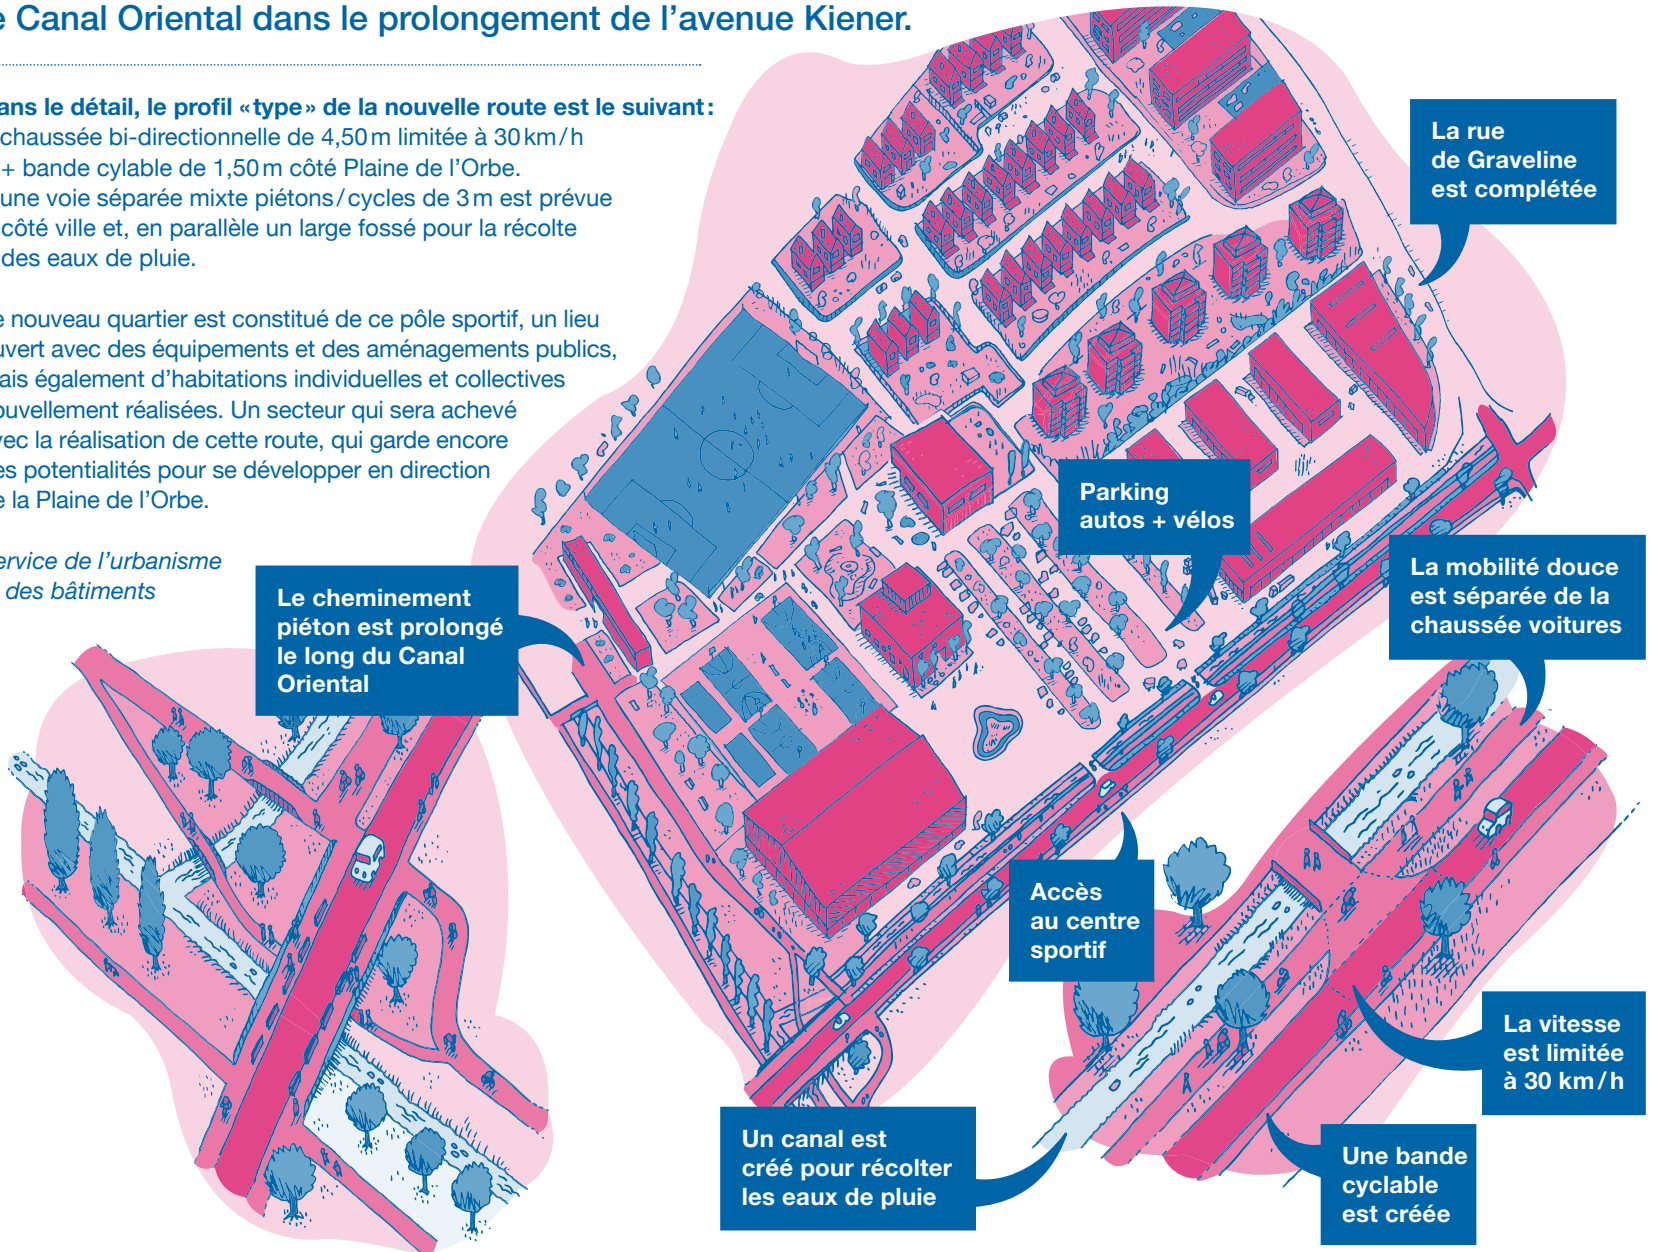 e Canal Oriental dans le prolongement de l'avenue Kiener.
ans le détail, le profil «type» de la nouvelle route est le suivant:
chaussée bi-directionnelle de 4,50 m limitée à 30 km/h
+ bande cylable de 1,50 m côté Plaine de l'Orbe.
une voie séparée mixte piétons/cycles de 3 m est prévue
côté ville et, en parallèle un large fossé pour la récolte
des eaux de pluie.
e nouveau quartier est constitué de ce pôle sportif, un lieu
uvert avec des équipements et des aménagements publics,
ais également d'habitations individuelles et collectives
ouvellement réalisées. Un secteur qui sera achevé
vec la réalisation de cette route, qui garde encore
es potentialités pour se développer en direction
e la Plaine de l'Orbe.
ervice de l'urbanisme
des bâtiments
La rue
de Graveline
est complétée
Parking
autos + vélos
La mobilité douce
est séparée de la
chaussée voitures
Le cheminement
piéton est prolongé
le long du Canal
Oriental
Accès
au centre
sportif
La vitesse
est limitée
à 30 km/h
Un canal est
créé pour récolter
les eaux de pluie
Une bande
cyclable
est créée